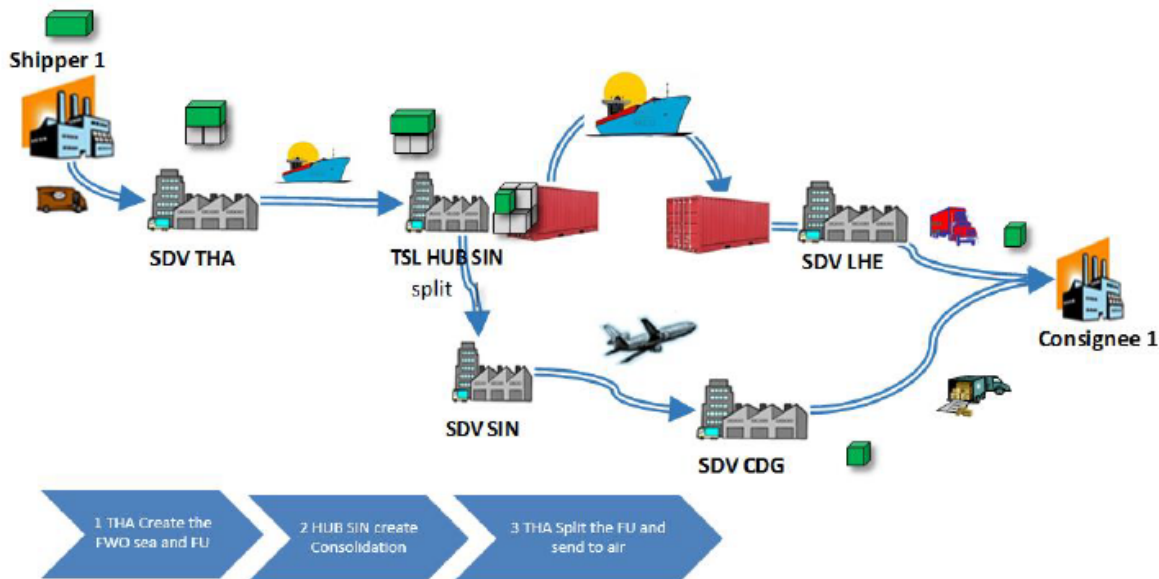 Shipper 1
SDV THA
TSL HUB SIN
split
SDV LHE
Consignee 1
SDV SIN
SDV CDG
1 THA Create the
FWO sea and FU
2 HUB SIN create
Consolidation
3 THA Split the FU and
send to air